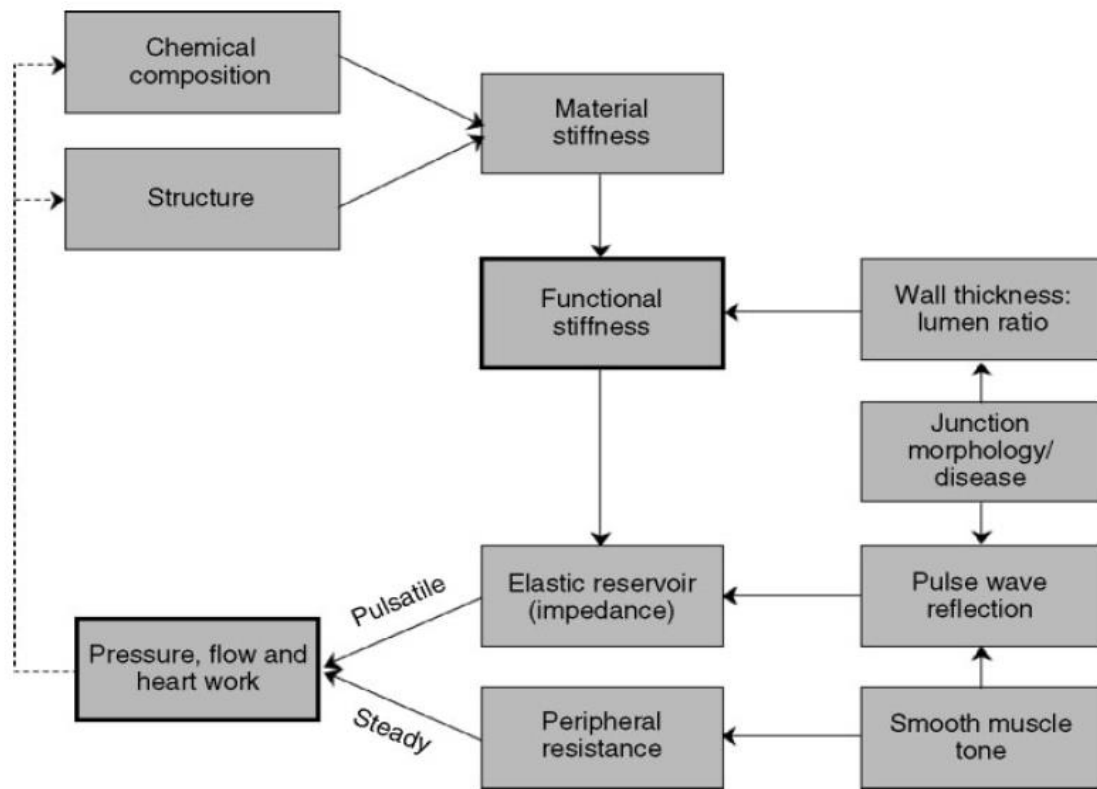 Chemical
composition
Material
stiffness
Structure
Functional
stiffness
Wall thickness:
lumen ratio
Junction
morphology/
disease
Elastic reservoir
(impedance)
Pulse wave
reflection
Pulsatile
Pressure, flow and
heart work
Steady
Peripheral
resistance
Smooth muscle
tone